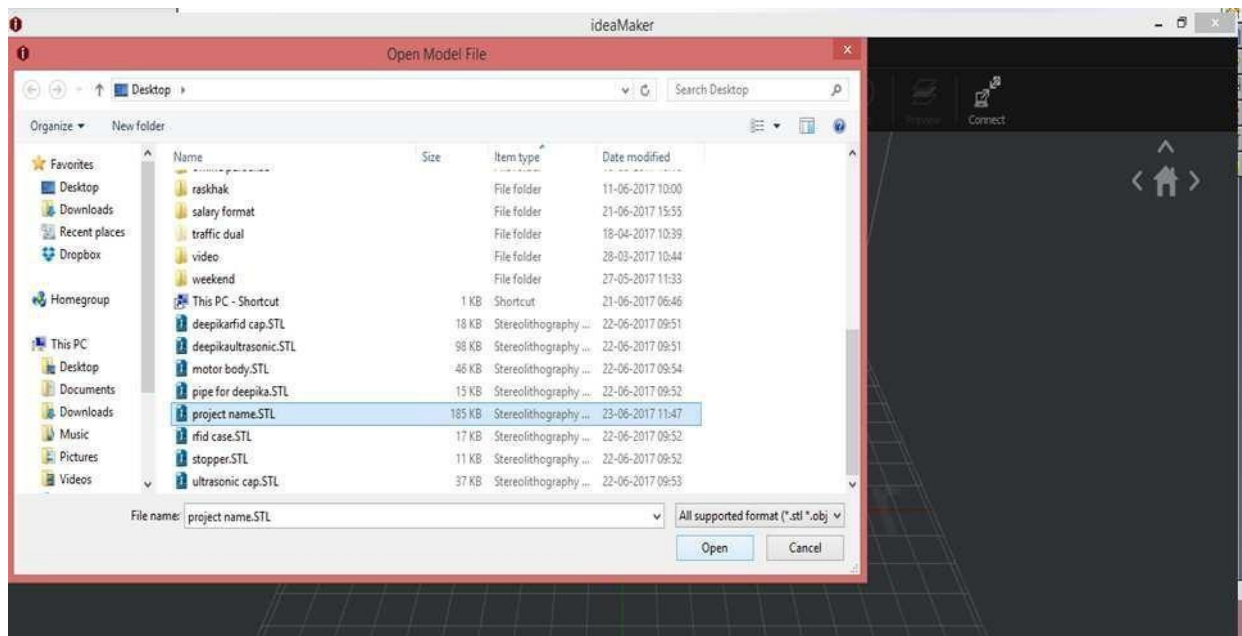 ideaMaker
Open Model File
Desktop
Search Desktop
Organize
New folder
Connect
Name Size Item type Date modified
Favorites
Desktop
Downloads
Recent places
Dropbox
Homegroup
This PC
Desktop
Documents
Downloads
Music
Pictures
Videos
raskhak File folder 11-06-2017 10:00
salary format File folder 21-06-2017 15:55
traffic dual File folder 18-04-2017 10:39
video File folder 28-03-2017 10:44
weekend File folder 27-05-2017 11:33
This PC - Shortcut 1 KB Shortcut 21-06-2017 06:46
deepikarfid cap.STL 18 KB Stereolithography ... 22-06-2017 09:51
deepikaultrasonic.STL 98 KB Stereolithography ... 22-06-2017 09:51
motor body.STL 46 KB Stereolithography ... 22-06-2017 09:54
pipe for deepika.STL 15 KB Stereolithography ... 22-06-2017 09:52
project name.STL 185 KB Stereolithography ... 23-06-2017 11:47
rfid case.STL 17 KB Stereolithography ... 22-06-2017 09:52
stopper.STL 11 KB Stereolithography ... 22-06-2017 09:52
ultrasonic cap.STL 37 KB Stereolithography ... 22-06-2017 09:53
File name: project name.STL
All supported format (*.stl *.obj
Open Cancel